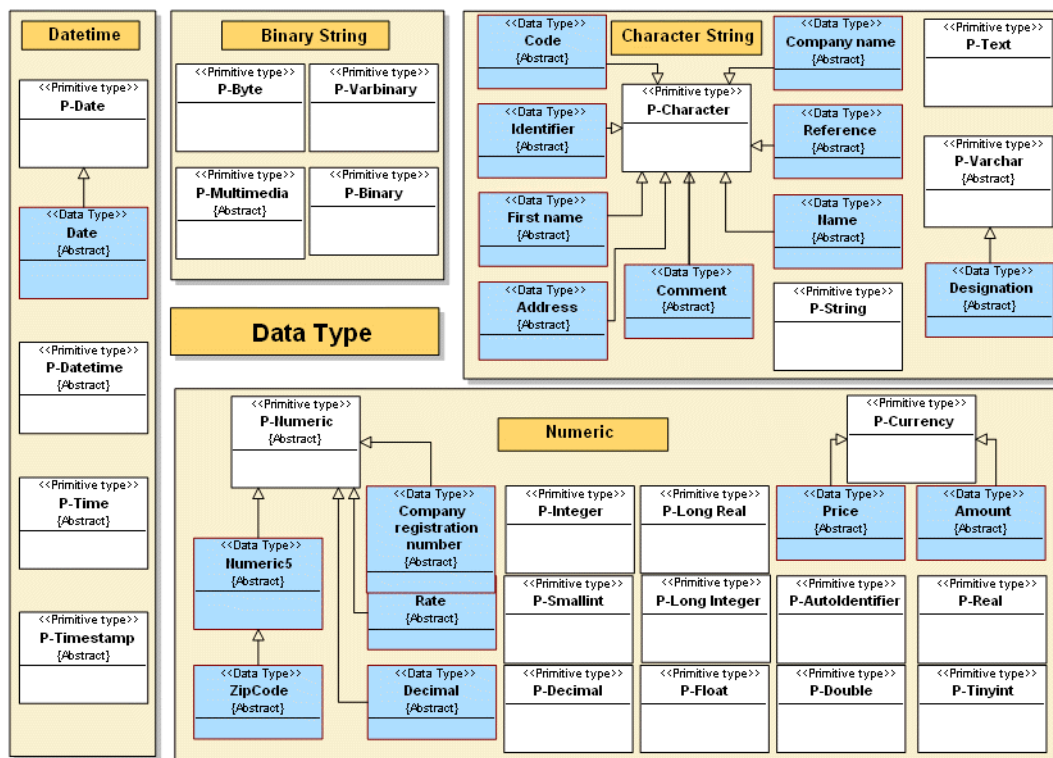 Datetime
<<Primitive type>>
P-Date
<<Data Type>>
Date
{Abstract}
<<Primitive type>>
P-Datetime
{Abstract}
<<Primitive type>>
P-Time
{Abstract}
<<Primitive type>>
P-Timestamp
{Abstract}
Binary String
<<Primitive type>>
P-Byte
<<Primitive type>>
P-Varbinary
<<Primitive type>>
P-Multimedia
{Abstract}
<<Primitive type>>
P-Binary
Data Type
Character String
<<Data Type>>
Code
{Abstract}
<<Data Type>>
Company name
{Abstract}
<<Primitive type>>
P-Text
<<Primitive type>>
P-Character
<<Data Type>>
Identifier
{Abstract}
<<Data Type>>
Reference
{Abstract}
<<Primitive type>>
P-Varchar
<<Data Type>>
First name
{Abstract}
<<Data Type>>
Name
{Abstract}
<<Data Type>>
Address
{Abstract}
<<Data Type>>
Comment
{Abstract}
<<Primitive type>>
P-String
<<Data Type>>
Designation
{Abstract}
Numeric
<<Primitive type>>
P-Numeric
{Abstract}
<<Primitive type>>
P-Currency
<<Data Type>>
Company
registration
number
{Abstract}
<<Primitive type>>
P-Integer
<<Primitive type>>
P-Long Real
<<Data Type>>
Price
{Abstract}
<<Data Type>>
Amount
{Abstract}
<<Data Type>>
Numeric5
{Abstract}
Rate
{Abstract}
<<Primitive type>>
P-Smallint
<<Primitive type>>
P-Long Integer
<<Primitive type>>
P-AutoIdentifier
<<Primitive type>>
P-Real
<<Data Type>>
ZipCode
{Abstract}
<<Data Type>>
Decimal
{Abstract}
<<Primitive type>>
P-Decimal
<<Primitive type>>
P-Float
<<Primitive type>>
P-Double
<<Primitive type>>
P-Tinyint